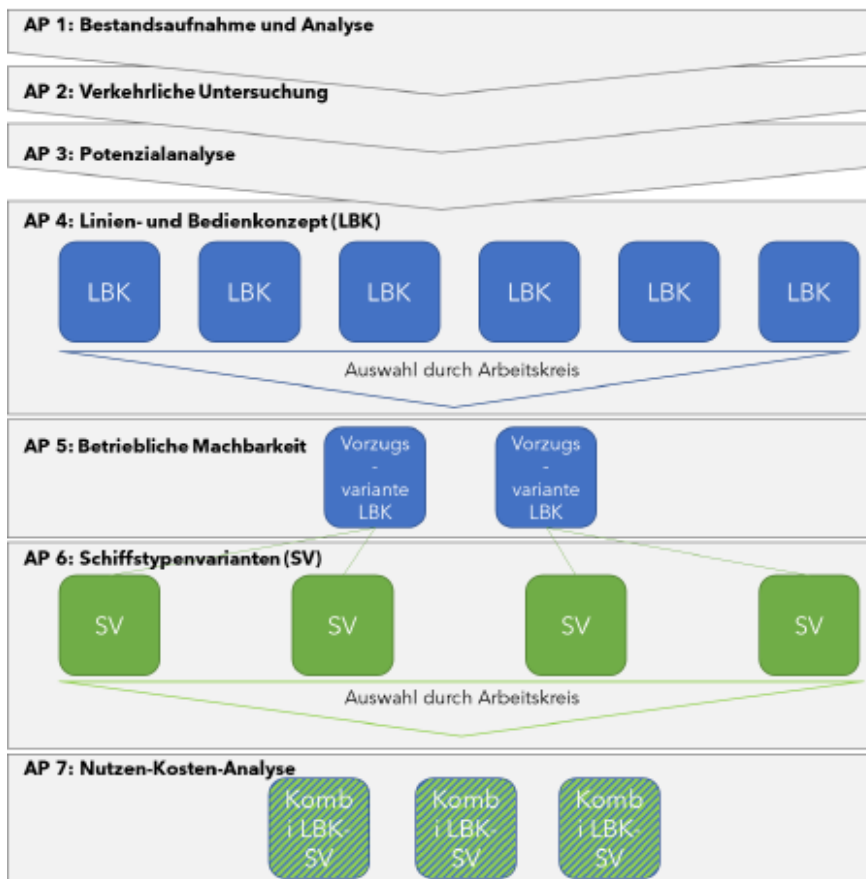 AP 1: Bestandsaufnahme und Analyse
AP 2: Verkehrliche Untersuchung
AP 3: Potenzialanalyse
AP 4: Linien- und Bedienkonzept (LBK)
LBK LBK LBK LBK LBK LBK
Auswahl durch Arbeitskreis
AP 5: Betriebliche Machbarkeit
Vorzugs
-
variante
LBK
Vorzugs
-
variante
LBK
AP 6: Schiffstypenvarianten (SV)
SV SV SV SV
Auswahl durch Arbeitskreis
AP 7: Nutzen-Kosten-Analyse
Komb
i LBK-
SV
Komb
i LBK-
SV
Komb
i LBK-
SV